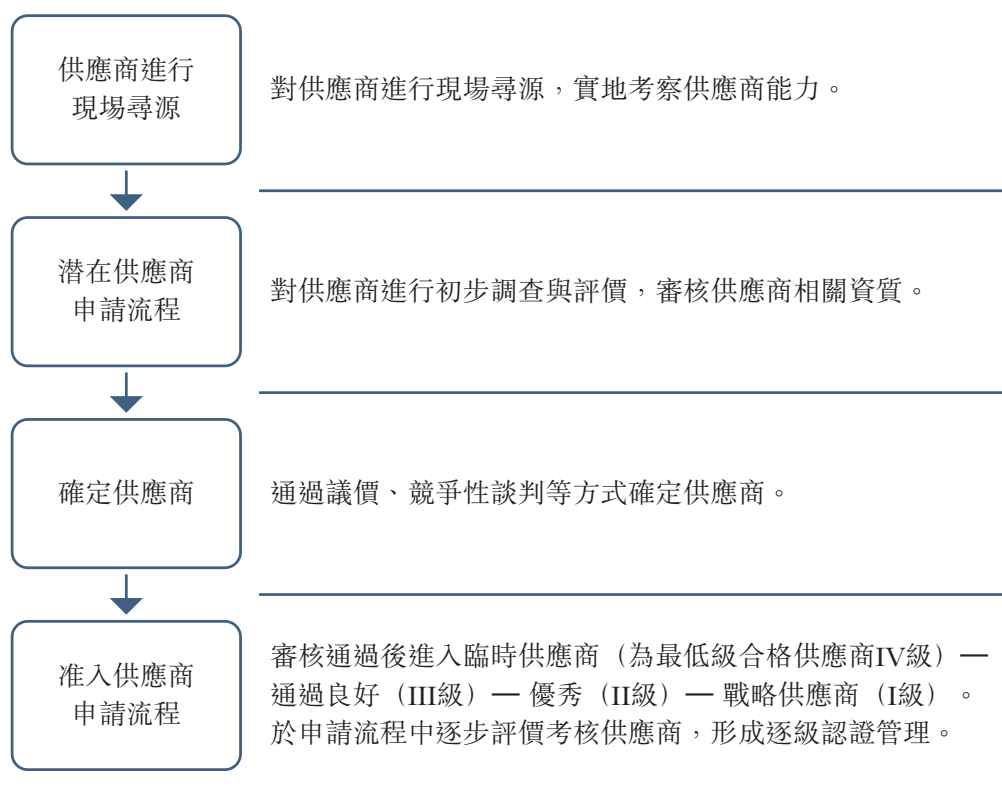 供應商進行
現場尋源
對供應商進行現場尋源，實地考察供應商能力。
潛在供應商
申請流程
對供應商進行初步調查與評價，審核供應商相關資質。
確定供應商
通過議價、競爭性談判等方式確定供應商。
准入供應商
申請流程
審核通過後進入臨時供應商（為最低級合格供應商IV級）—
通過良好（III級）— 優秀（II級）— 戰略供應商（I級）。
於申請流程中逐步評價考核供應商，形成逐級認證管理。